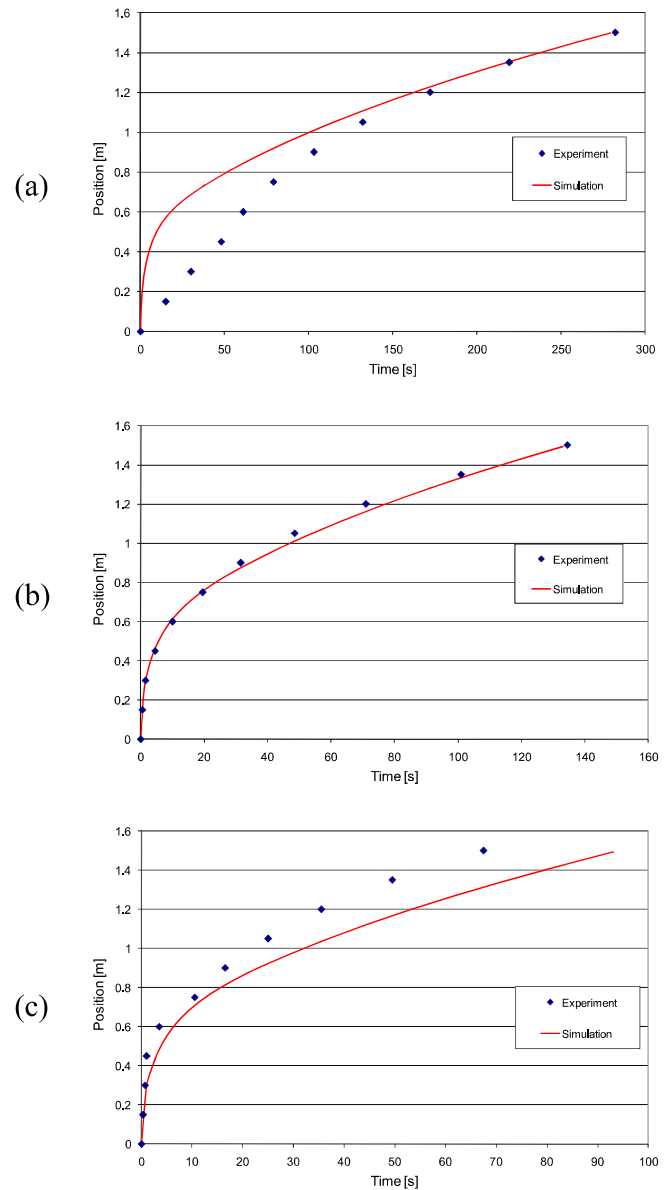 (a)
Position [m]
1.6
1.4
1.2
1
0.8
0.6
0.4
0.2
0
0 50 100 150 200 250 300
Time [s]
Experiment
Simulation
(b)
Position [m]
1.6
1.4
1.2
1
0.8
0.6
0.4
0.2
0
0 20 40 60 80 100 120 140 160
Time [s]
Experiment
Simulation
(c)
Position [m]
1.6
1.4
1.2
1
0.8
0.6
0.4
0.2
0
0 10 20 30 40 50 60 70 80 90 100
Time [s]
Experiment
Simulation